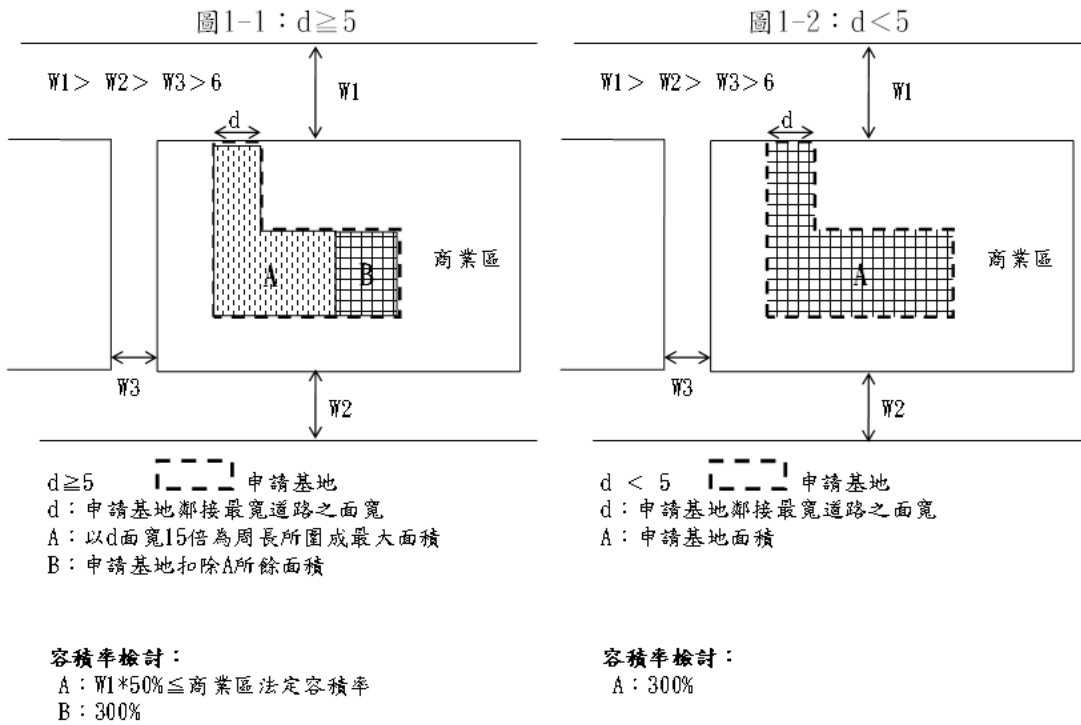 圖1-1：d≧5
W1> W2> W3>6
W1
d
A
B
商業區
W3
W2
d≧5 申請基地
d：申請基地鄰接最寬道路之面寬
A：以d面寬15倍為周長所圍成最大面積
B：申請基地扣除A所餘面積
容積率檢討：
A：W1*50%≦商業區法定容積率
B：300%
圖1-2：d<5
W1> W2> W3>6
W1
d
A
商業區
W3
W2
d < 5 申請基地
d：申請基地鄰接最寬道路之面寬
A：申請基地面積
容積率檢討：
A：300%